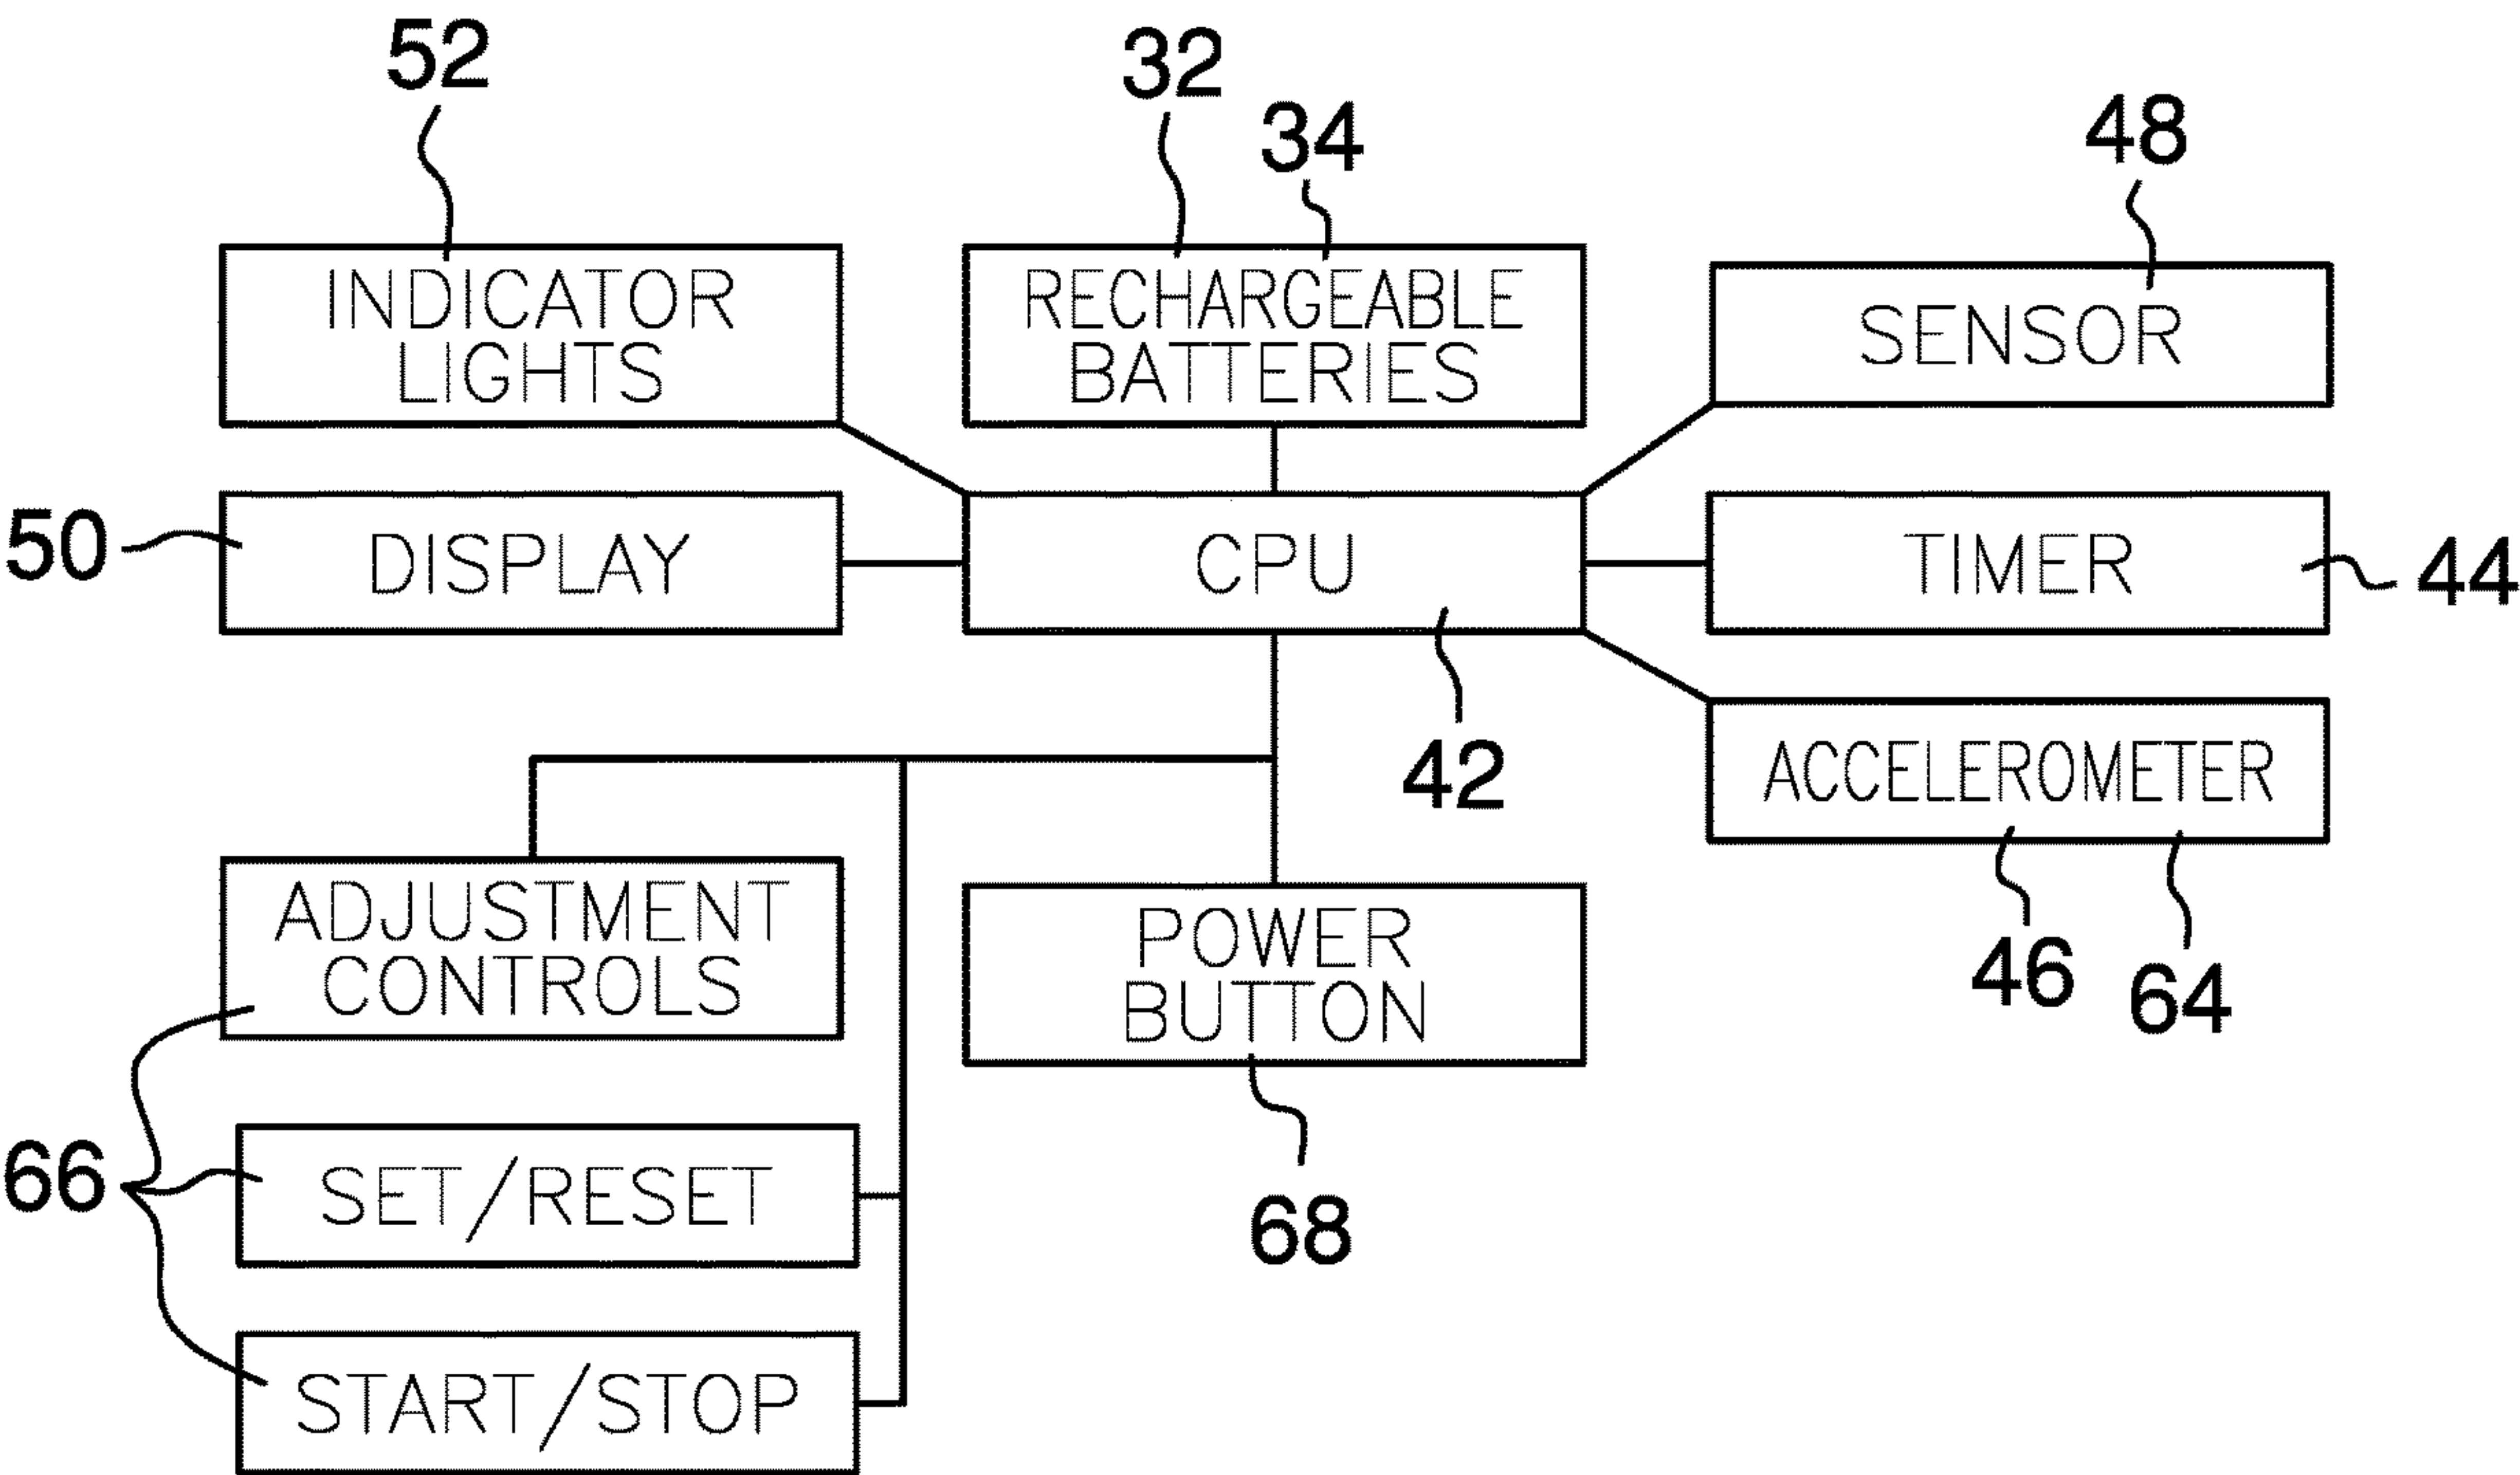 52
32
34
48
INDICATOR
LIGHTS
RECHARGEABLE
BATTERIES
SENSOR
50
DISPLAY
CPU
TIMER
44
42
ACCELEROMETER
46
64
ADJUSTMENT
CONTROLS
POWER
BUTTON
68
66
SET/RESET
START/STOP